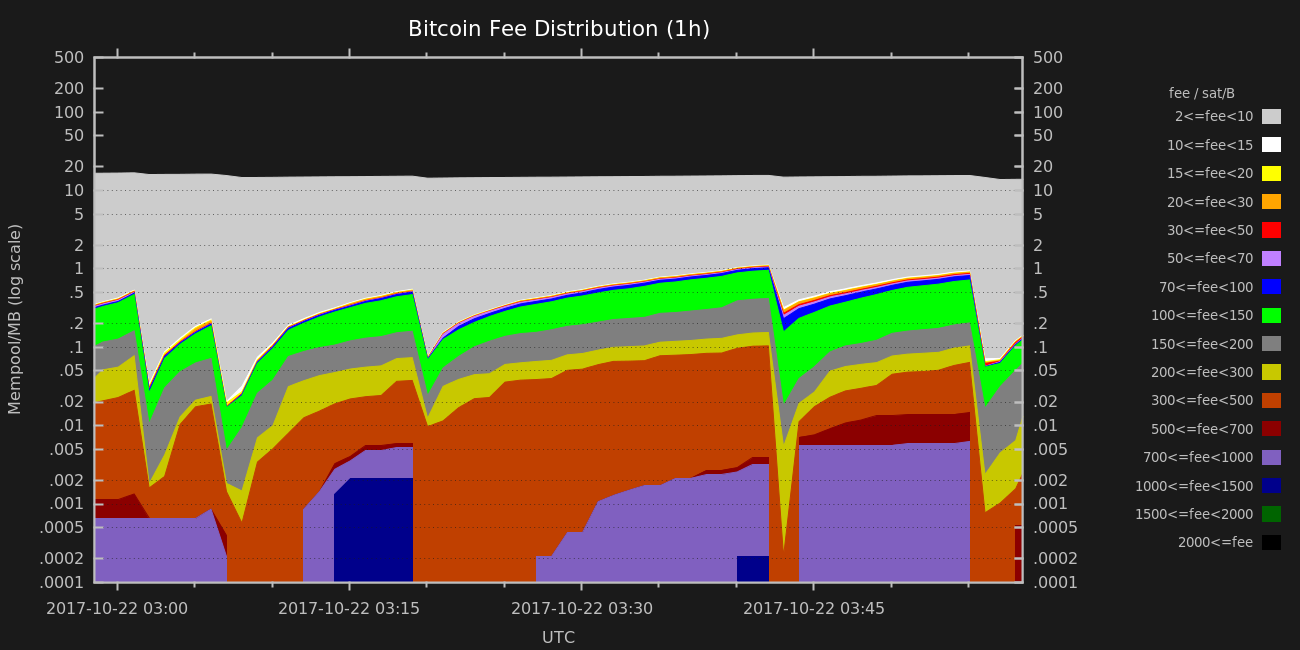 Bitcoin Fee Distribution (1h)
Mempool/MB (log scale)
500
200
100
50
20
10
5
2
1
.5
.2
.1
.05
.02
.01
.005
.002
.001
.0005
.0002
.0001
500
200
100
50
20
10
5
2
1
.5
.2
.1
.05
.02
.01
.005
.002
.001
.0005
.0002
.0001
2017-10-22 03:00 2017-10-22 03:15 2017-10-22 03:30 2017-10-22 03:45
UTC
fee / sat/B
2<=fee<10
10<=fee<15
15<=fee<20
20<=fee<30
30<=fee<50
50<=fee<70
70<=fee<100
100<=fee<150
150<=fee<200
200<=fee<300
300<=fee<500
500<=fee<700
700<=fee<1000
1000<=fee<1500
1500<=fee<2000
2000<=fee